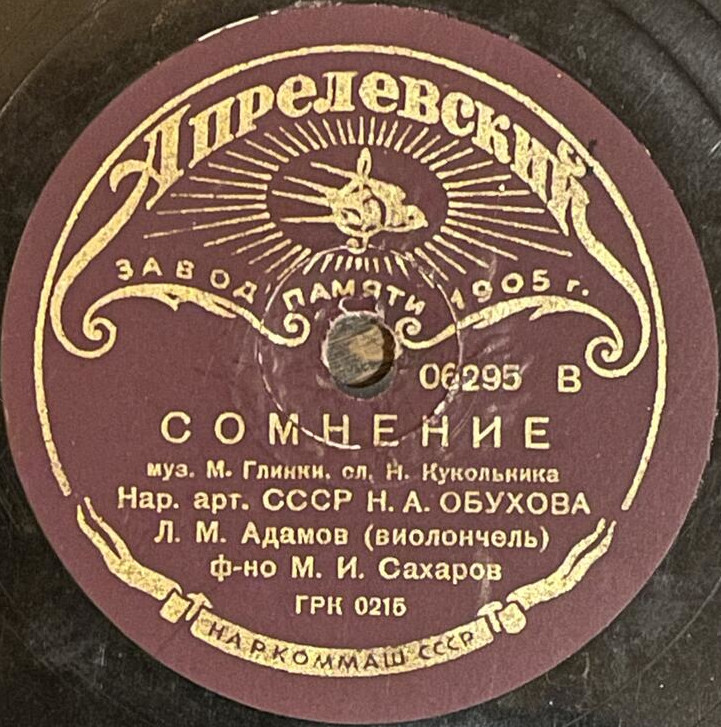 Апрелевский
ЗАВОД ПАМЯТИ 1905 г.
06295 В
СОМНЕНИЕ
муз. М. Глинки, сл. Н. Кукольника
Нар. арт. СССР Н. А. ОБУХОВА
Л. М. Адамов (виолончель)
ф-но М. И. Сахаров
ГРК 0215
НАРКОММАШ СССР